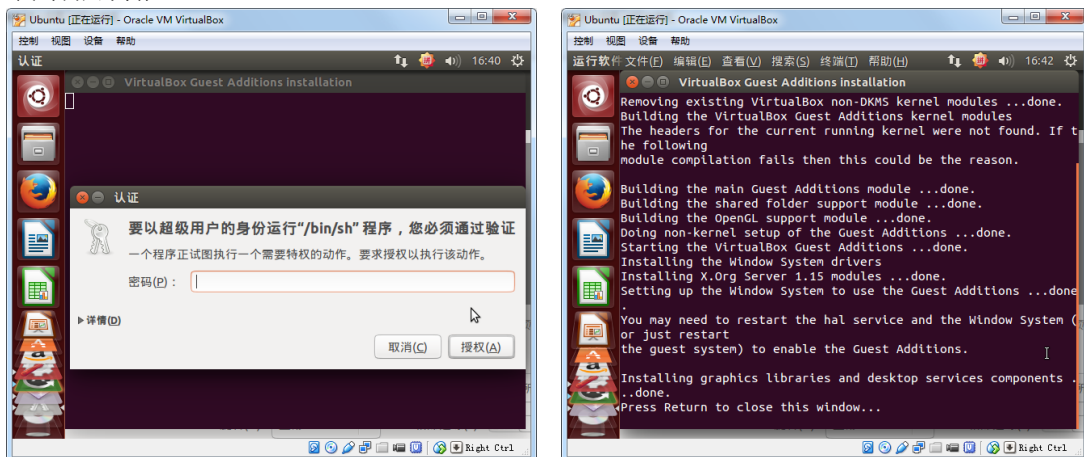 Ubuntu [正在运行] - Oracle VM VirtualBox
控制 视图 设备 帮助
认证 16:40
VirtualBox Guest Additions installation
认证
要以超级用户的身份运行"/bin/sh" 程序，您必须通过验证
一个程序正试图执行一个需要特权的动作。要求授权以执行该动作。
密码(P)：
详情(D)
取消(C) 授权(A)
Right Ctrl
Ubuntu [正在运行] - Oracle VM VirtualBox
控制 视图 设备 帮助
运行软件 文件(F) 编辑(E) 查看(V) 搜索(S) 终端(T) 帮助(H) 16:42
VirtualBox Guest Additions installation
Removing existing VirtualBox non-DKMS kernel modules ...done.
Building the VirtualBox Guest Additions kernel modules
The headers for the current running kernel were not found. If t
he following
module compilation fails then this could be the reason.
Building the main Guest Additions module ...done.
Building the shared folder support module ...done.
Building the OpenGL support module ...done.
Doing non-kernel setup of the Guest Additions ...done.
Starting the VirtualBox Guest Additions ...done.
Installing the Window System drivers
Installing X.Org Server 1.15 modules ...done.
Setting up the Window System to use the Guest Additions ...done
.
You may need to restart the hal service and the Window System (
or just restart
the guest system) to enable the Guest Additions.
Installing graphics libraries and desktop services components .
..done.
Press Return to close this window...
Right Ctrl